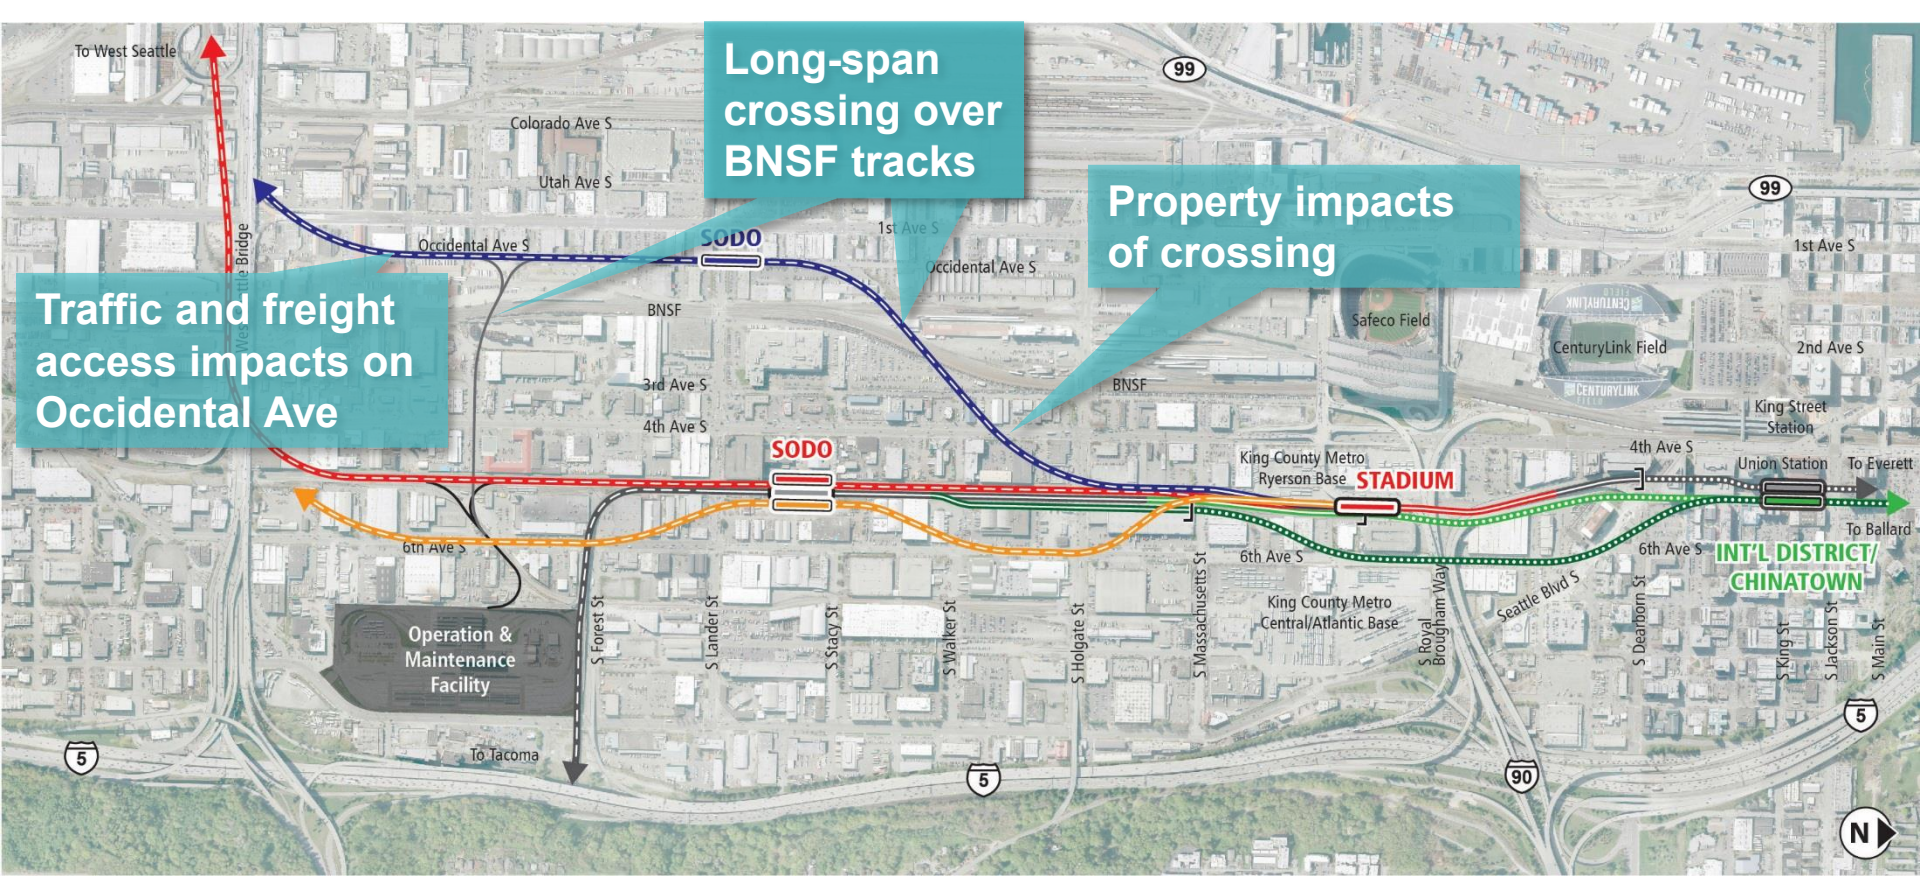 To West Seattle
Long-span
crossing over
BNSF tracks
99
Colorado Ave S
Utah Ave S
Property impacts
of crossing
99
Occidental Ave S
SODO
1st Ave S
Occidental Ave S
1st Ave S
Traffic and freight
access impacts on
Occidental Ave
BNSF
Safeco Field
CENTURYLINK
FIELD
CenturyLink Field
CENTURYLINK
2nd Ave S
3rd Ave S
BNSF
4th Ave S
King Street
Station
SODO
King County Metro
Ryerson Base
STADIUM
4th Ave S
Union Station
To Everett
To Ballard
6th Ave S
6th Ave S
6th Ave S
INT'L DISTRICT/
CHINATOWN
Operation &
Maintenance
Facility
S Forest St
S Lander St
S Stacy St
S Walker St
S Holgate St
S Massachusetts St
King County Metro
Central/Atlantic Base
S Royal
Brougham Way
Seattle Blvd S
S Dearborn St
S King St
S Jackson St
S Main St
To Tacoma
5
5
90
5
N